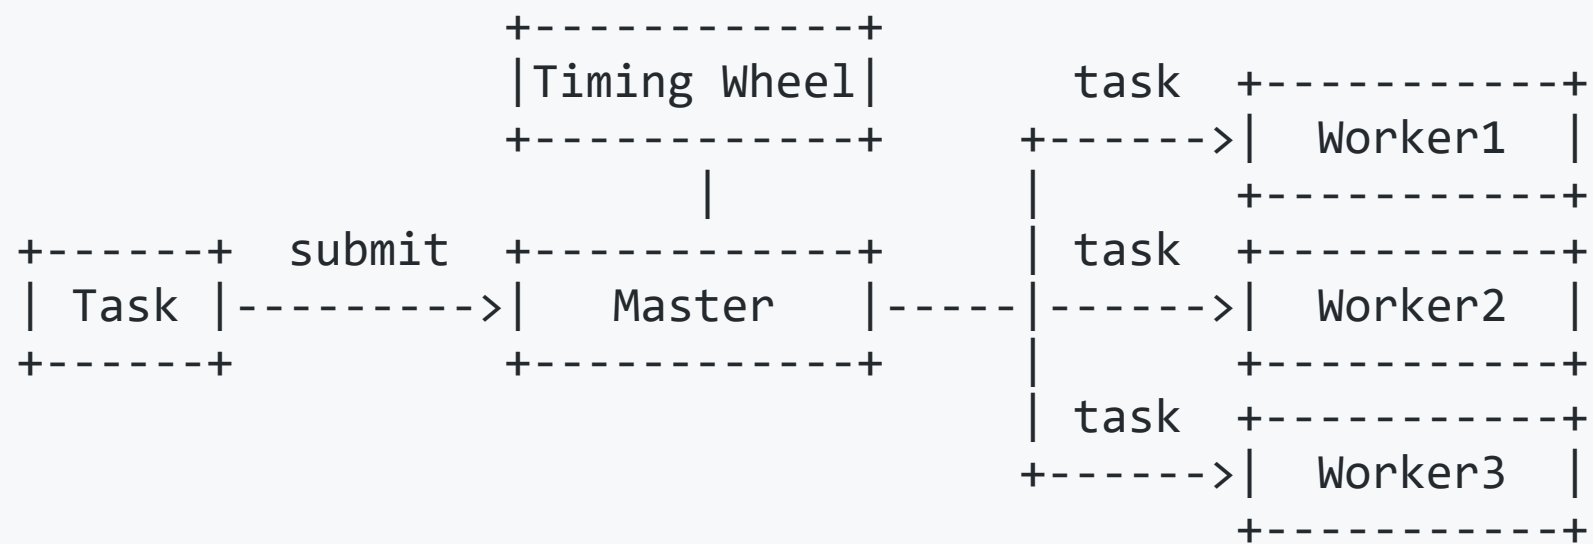 +------------+
|Timing Wheel|       task  +-----------+
+------------+     +------>|  Worker1  |
       |           |       +-----------+
+------+  submit  +------------+     | task  +-----------+
| Task |--------->|   Master   |-----|------>|  Worker2  |
+------+          +------------+     |       +-----------+
| task  +-----------+
+------>|  Worker3  |
+-----------+